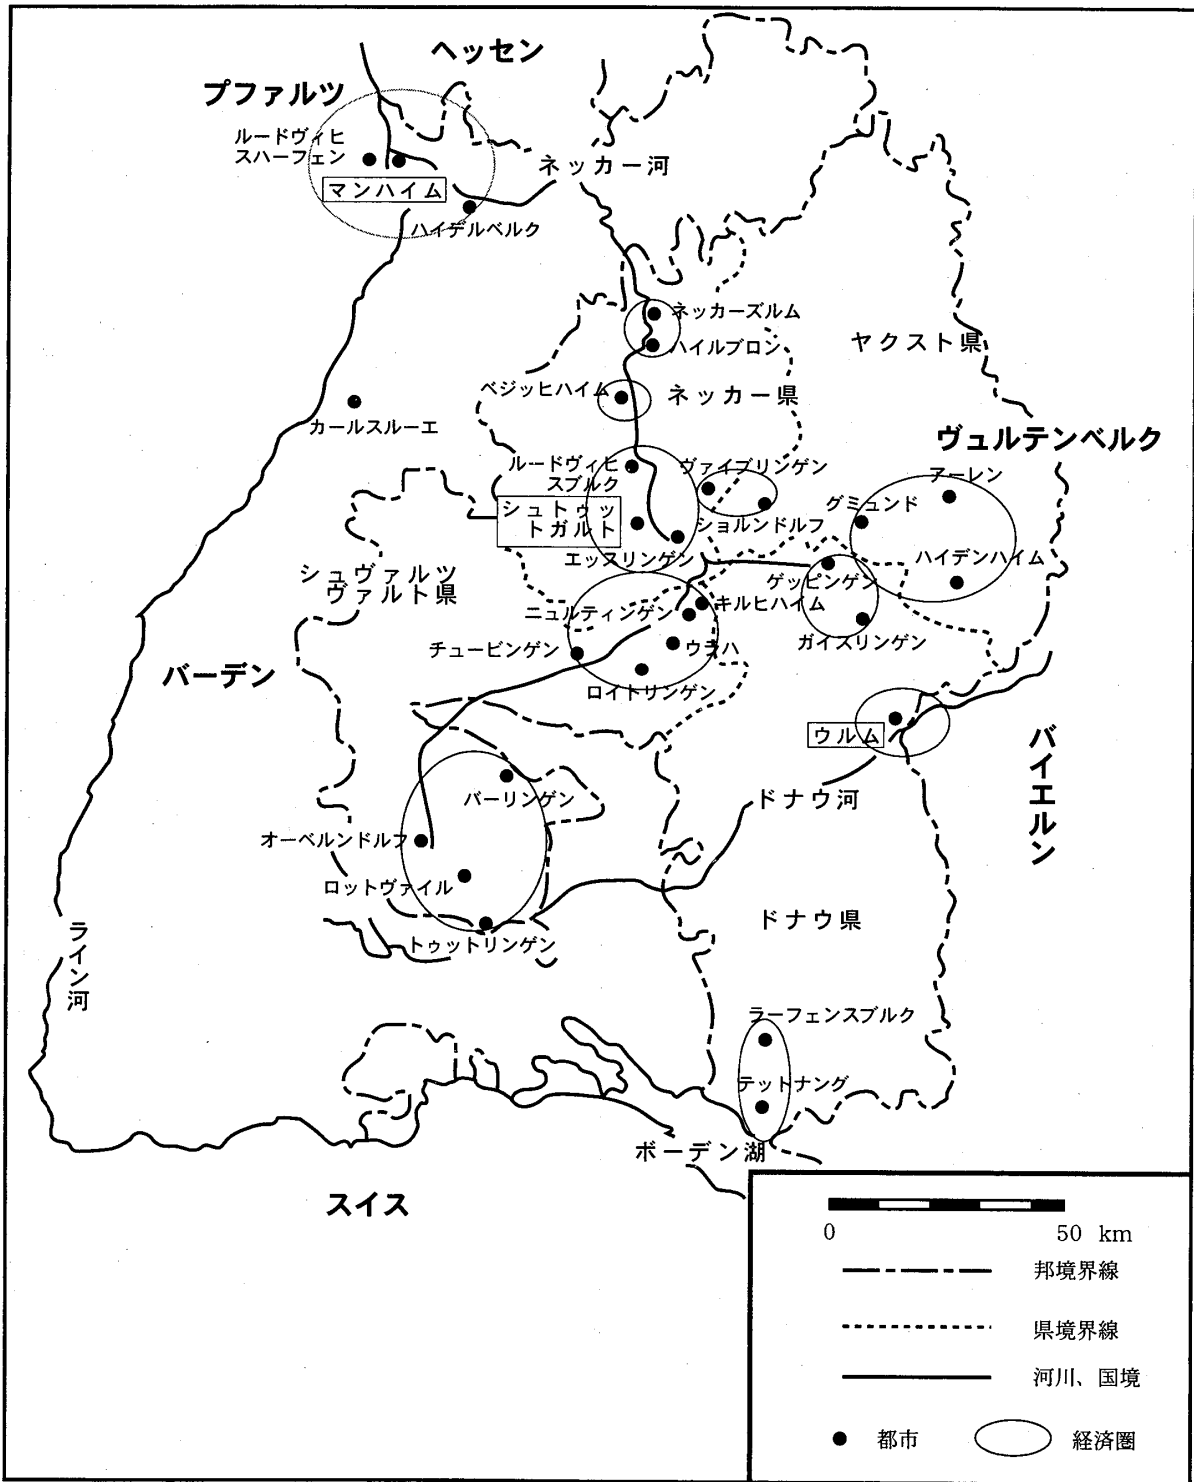 ヘッセン
プファルツ
ルードヴィヒ
スハーフェン
マンハイム
ハイデルベルク
ネッカー河
ネッカーズルム
ハイルブロン
ヤクスト県
ベジッヒハイム
ネッカー県
カールスルーエ
ヴュルテンベルク
ルードヴィヒ
スブルク
ヴァイブリンゲン
アーレン
シュトゥッ
トガルト
ショルンドルフ
グミュンド
エッスリンゲン
ハイデンハイム
シュヴァルツ
ヴァルト県
ゲッピンゲン
ニュルティンゲン
キルヒハイム
ガイスリンゲン
チュービンゲン
ウラハ
バーデン
ロイトリンゲン
ウルム
バイエルン
バーリンゲン
ドナウ河
オーベルンドルフ
ロットヴァイル
ドナウ県
トゥットリンゲン
ライン河
ラーフェンスブルク
テットナング
ボーデン湖
スイス
0 50 km
邦境界線
県境界線
河川、国境
都市 経済圏